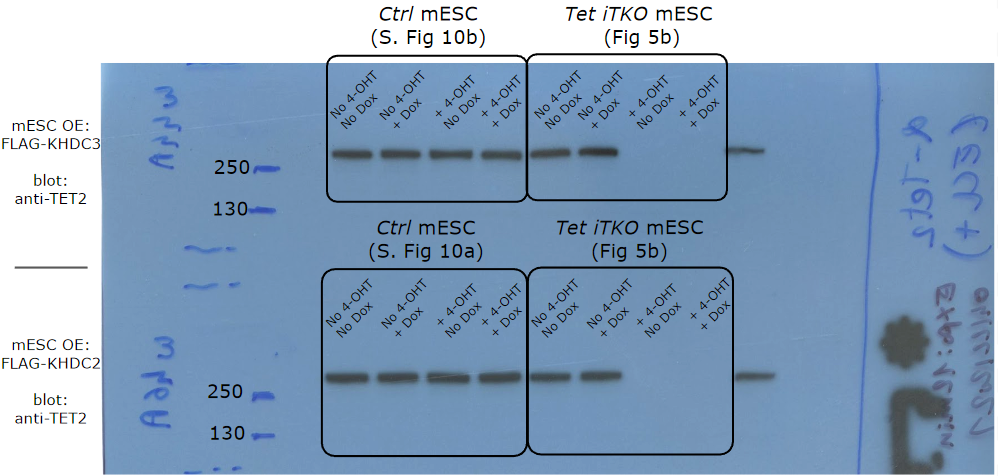 Ctrl mESC
(S. Fig 10b)
Tet iTKO mESC
(Fig 5b)
mESC OE:
FLAG-KHDC3
blot:
anti-TET2
No 4-OHT
No Dox
No 4-OHT
+ Dox
+ 4-OHT
No Dox
+ 4-OHT
+ Dox
No 4-OHT
No Dox
No 4-OHT
+ Dox
+ 4-OHT
No Dox
+ 4-OHT
+ Dox
250
130
Ctrl mESC
(S. Fig 10a)
Tet iTKO mESC
(Fig 5b)
mESC OE:
FLAG-KHDC2
blot:
anti-TET2
No 4-OHT
No Dox
No 4-OHT
+ Dox
+ 4-OHT
No Dox
+ 4-OHT
+ Dox
No 4-OHT
No Dox
No 4-OHT
+ Dox
+ 4-OHT
No Dox
+ 4-OHT
+ Dox
250
130